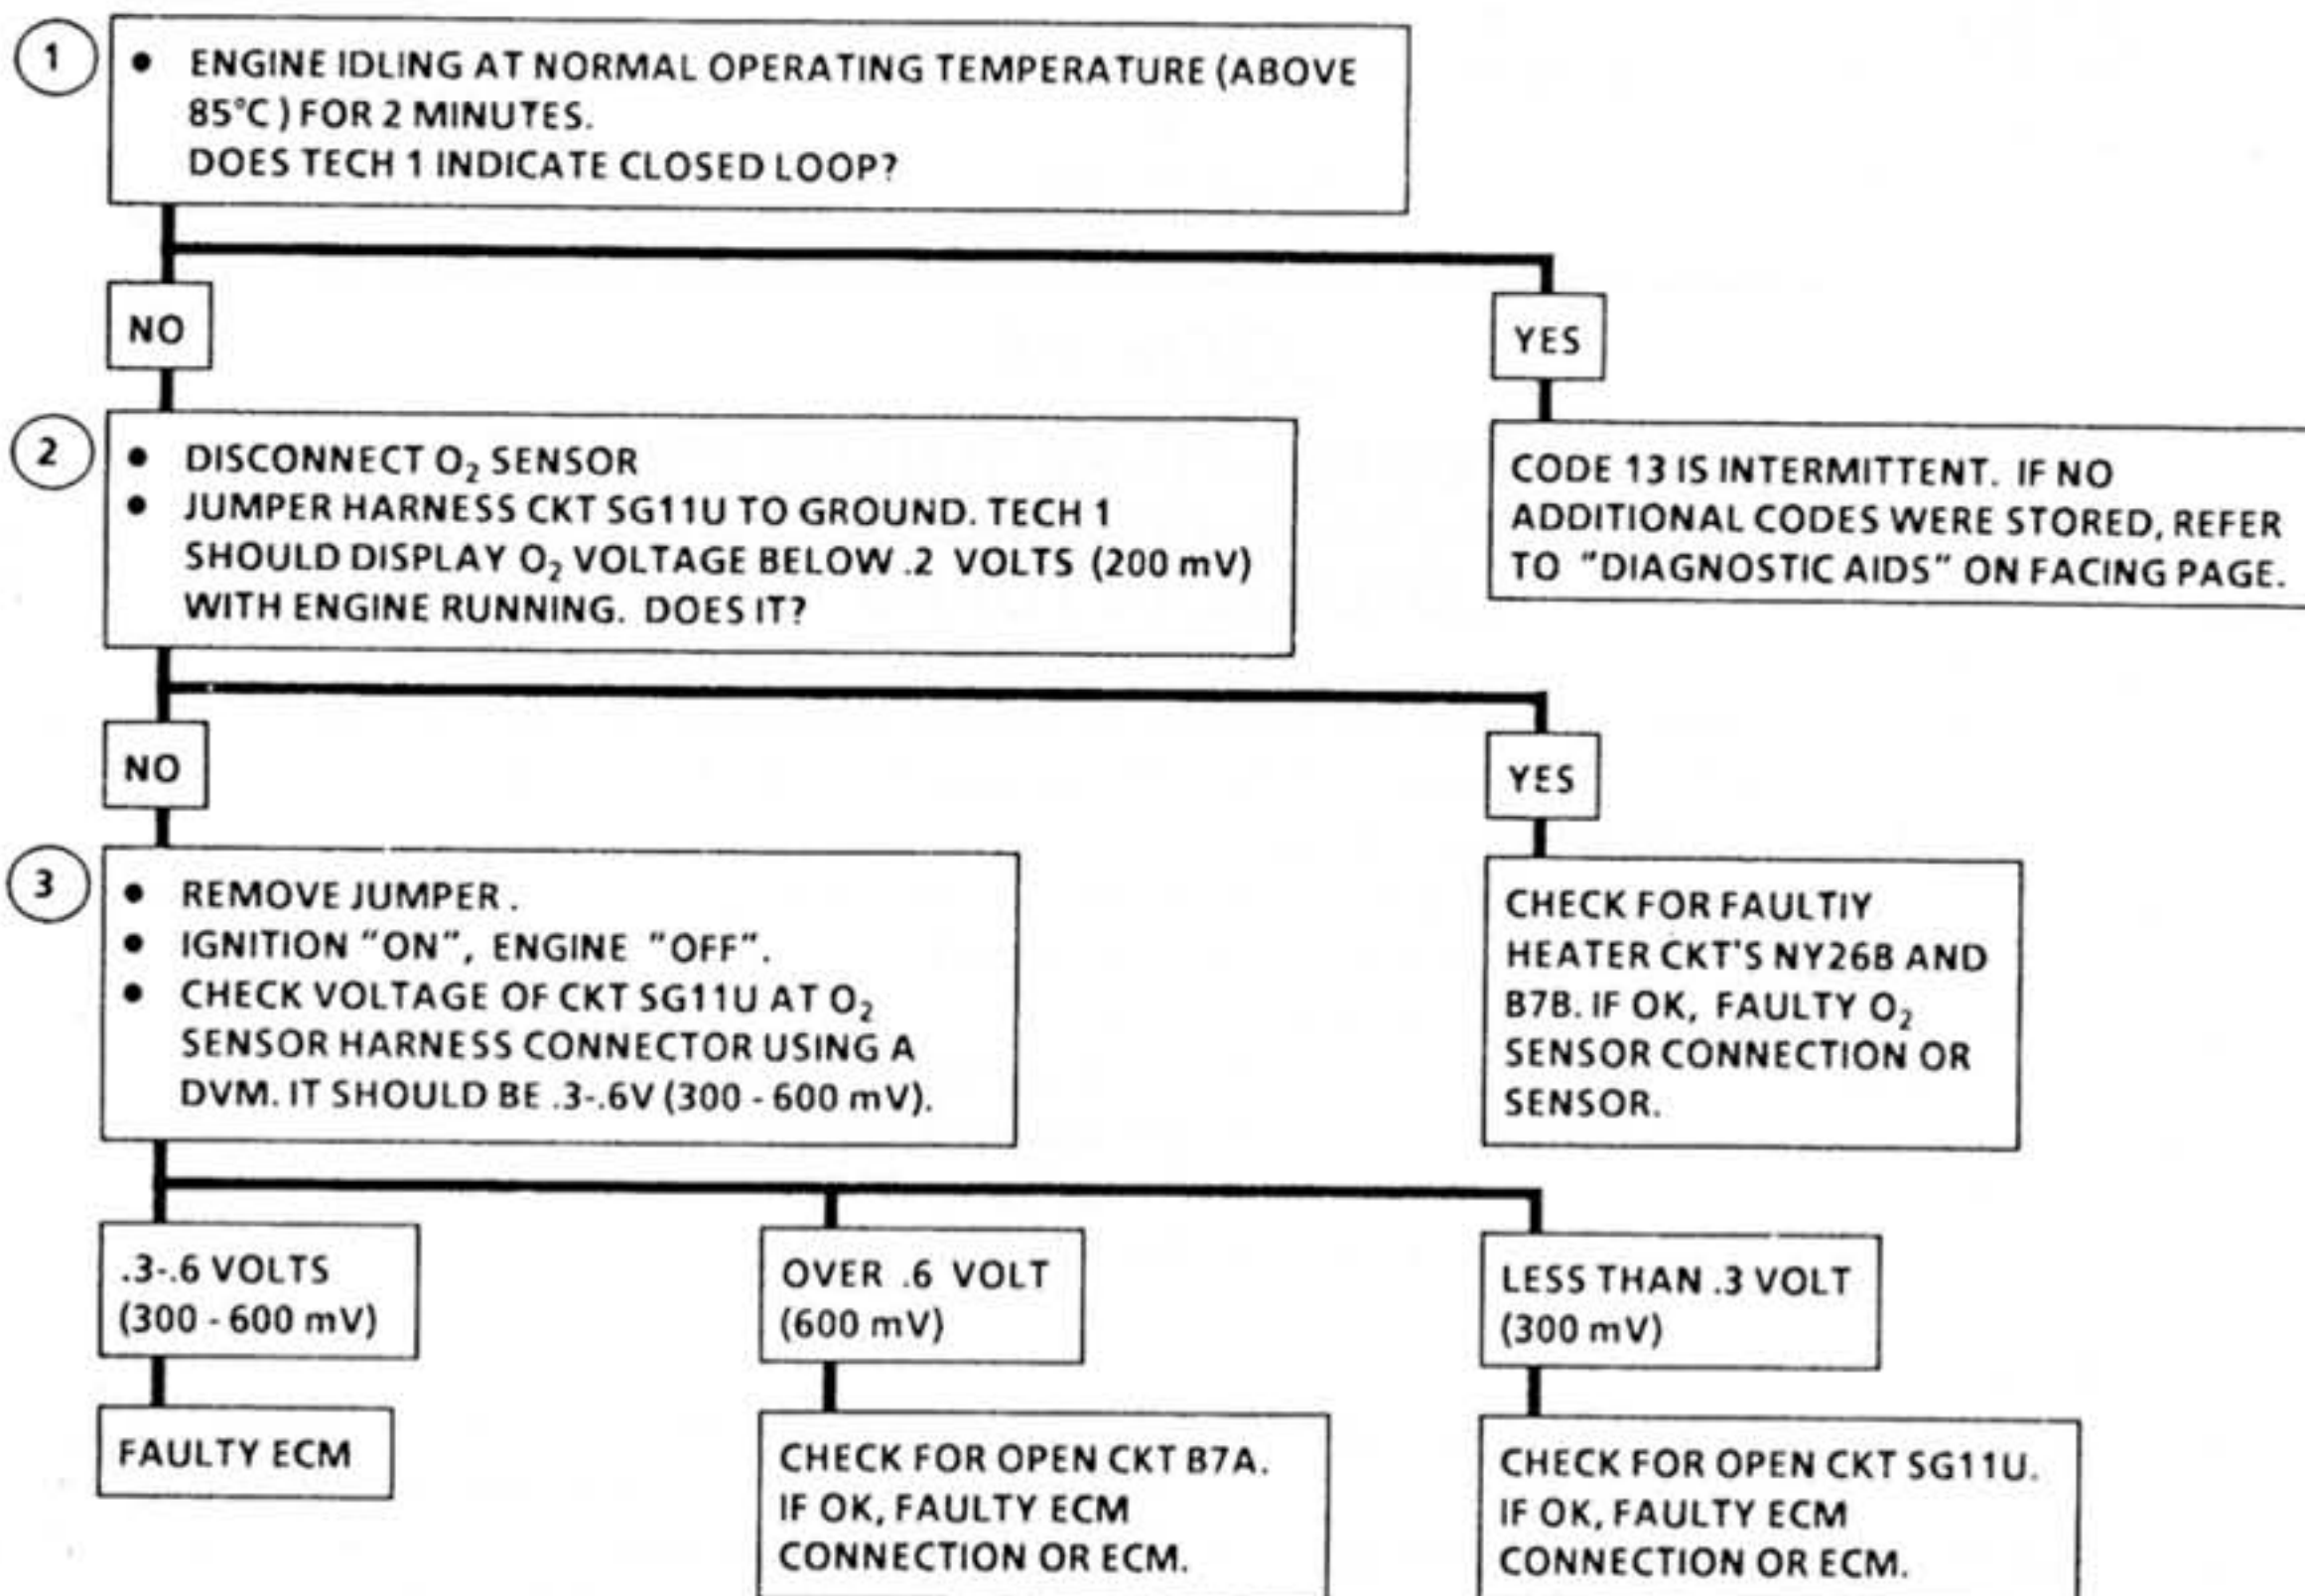 1
● ENGINE IDLING AT NORMAL OPERATING TEMPERATURE (ABOVE
85°C) FOR 2 MINUTES.
DOES TECH 1 INDICATE CLOSED LOOP?
NO
YES
2
● DISCONNECT O₂ SENSOR
● JUMPER HARNESS CKT SG11U TO GROUND. TECH 1
SHOULD DISPLAY O₂ VOLTAGE BELOW .2 VOLTS (200 mV)
WITH ENGINE RUNNING. DOES IT?
CODE 13 IS INTERMITTENT. IF NO
ADDITIONAL CODES WERE STORED, REFER
TO "DIAGNOSTIC AIDS" ON FACING PAGE.
NO
YES
3
● REMOVE JUMPER.
● IGNITION "ON", ENGINE "OFF".
● CHECK VOLTAGE OF CKT SG11U AT O₂
SENSOR HARNESS CONNECTOR USING A
DVM. IT SHOULD BE .3-.6V (300 - 600 mV).
CHECK FOR FAULTIY
HEATER CKT'S NY26B AND
B7B. IF OK, FAULTY O₂
SENSOR CONNECTION OR
SENSOR.
.3-.6 VOLTS
(300 - 600 mV)
OVER .6 VOLT
(600 mV)
LESS THAN .3 VOLT
(300 mV)
FAULTY ECM
CHECK FOR OPEN CKT B7A.
IF OK, FAULTY ECM
CONNECTION OR ECM.
CHECK FOR OPEN CKT SG11U.
IF OK, FAULTY ECM
CONNECTION OR ECM.